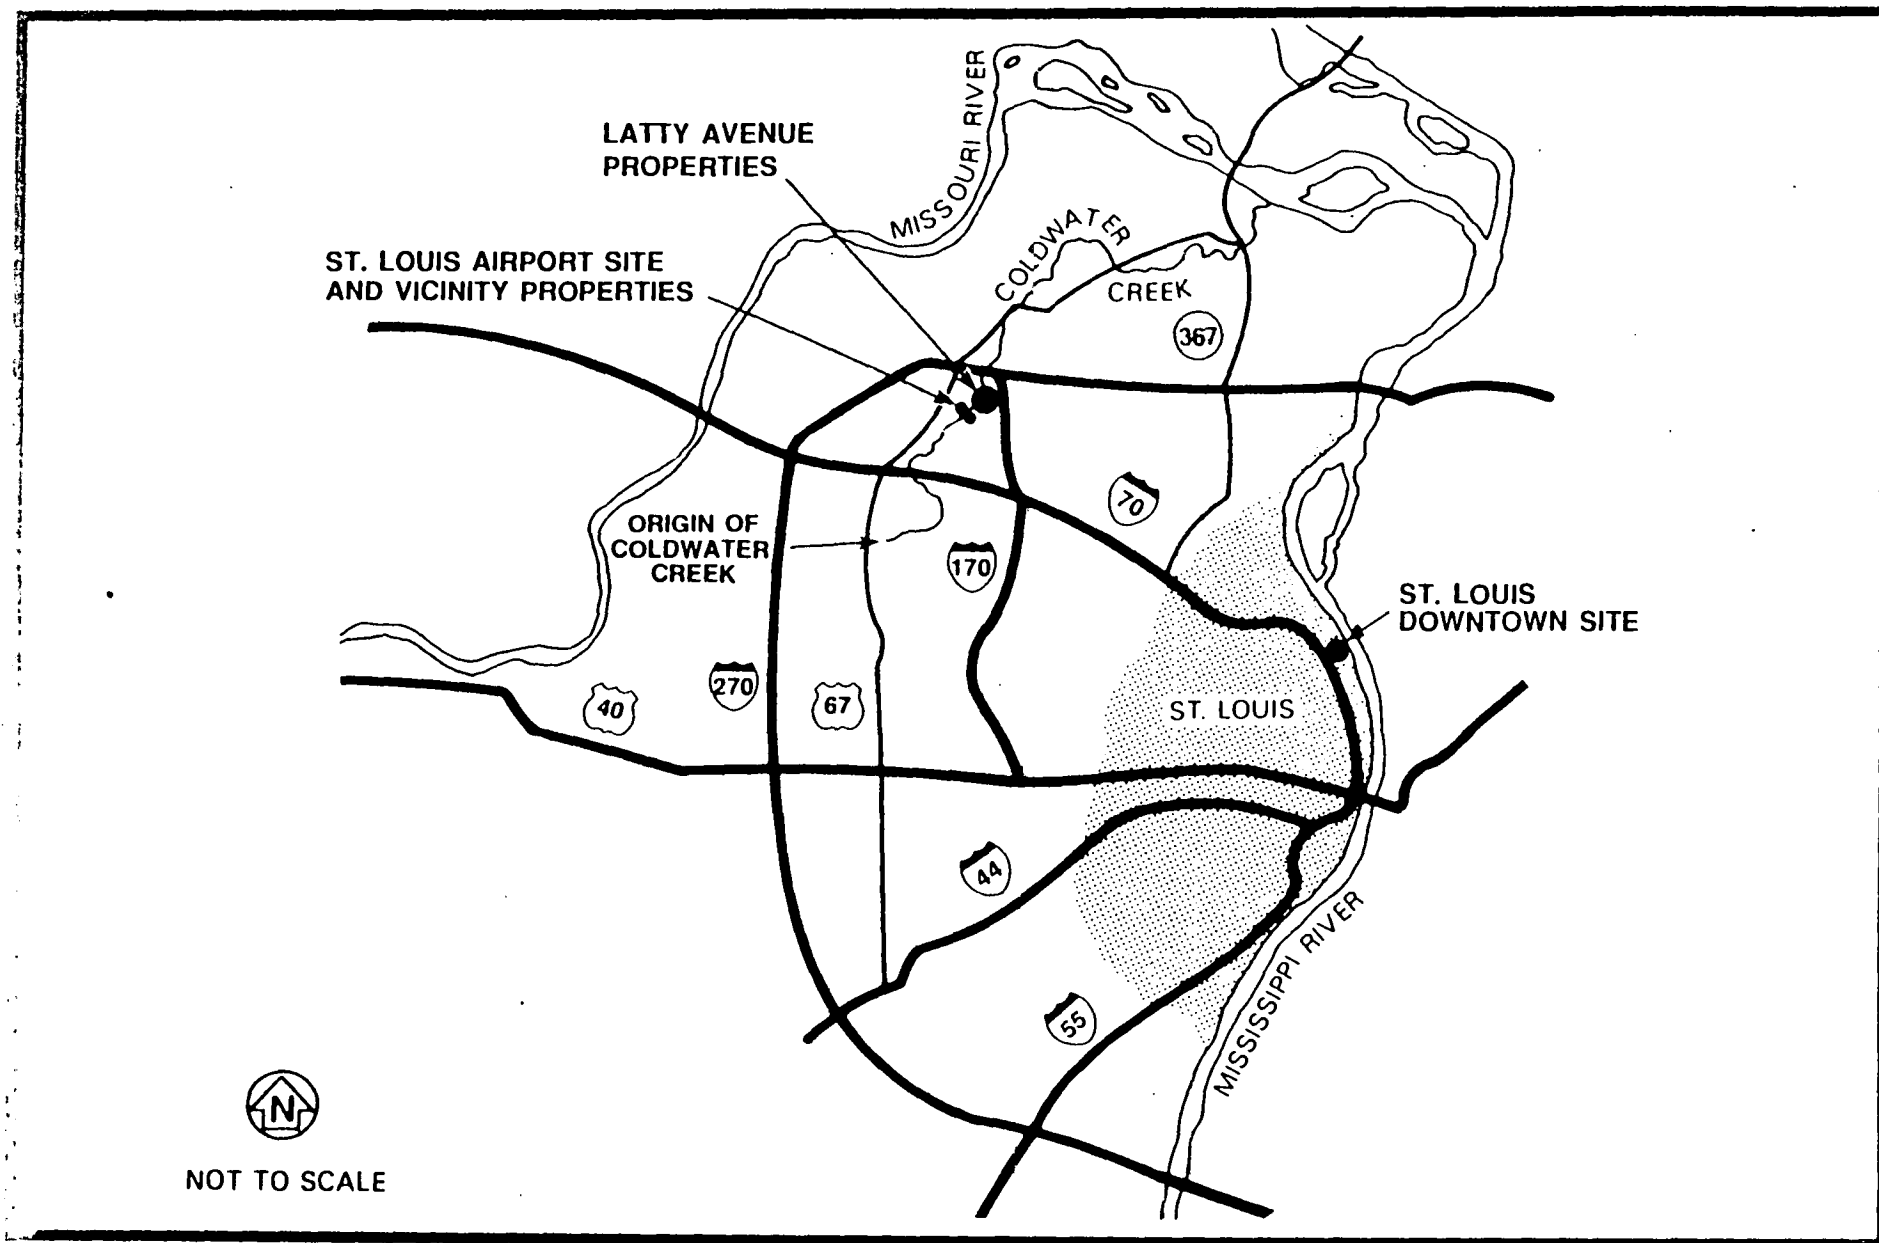 MISSOURI RIVER
LATTY AVENUE
PROPERTIES
COLDWATER
CREEK
ST. LOUIS AIRPORT SITE
AND VICINITY PROPERTIES
367
70
ORIGIN OF
COLDWATER
CREEK
170
ST. LOUIS
DOWNTOWN SITE
270
40
67
ST. LOUIS
44
MISSISSIPPI RIVER
55
N
NOT TO SCALE